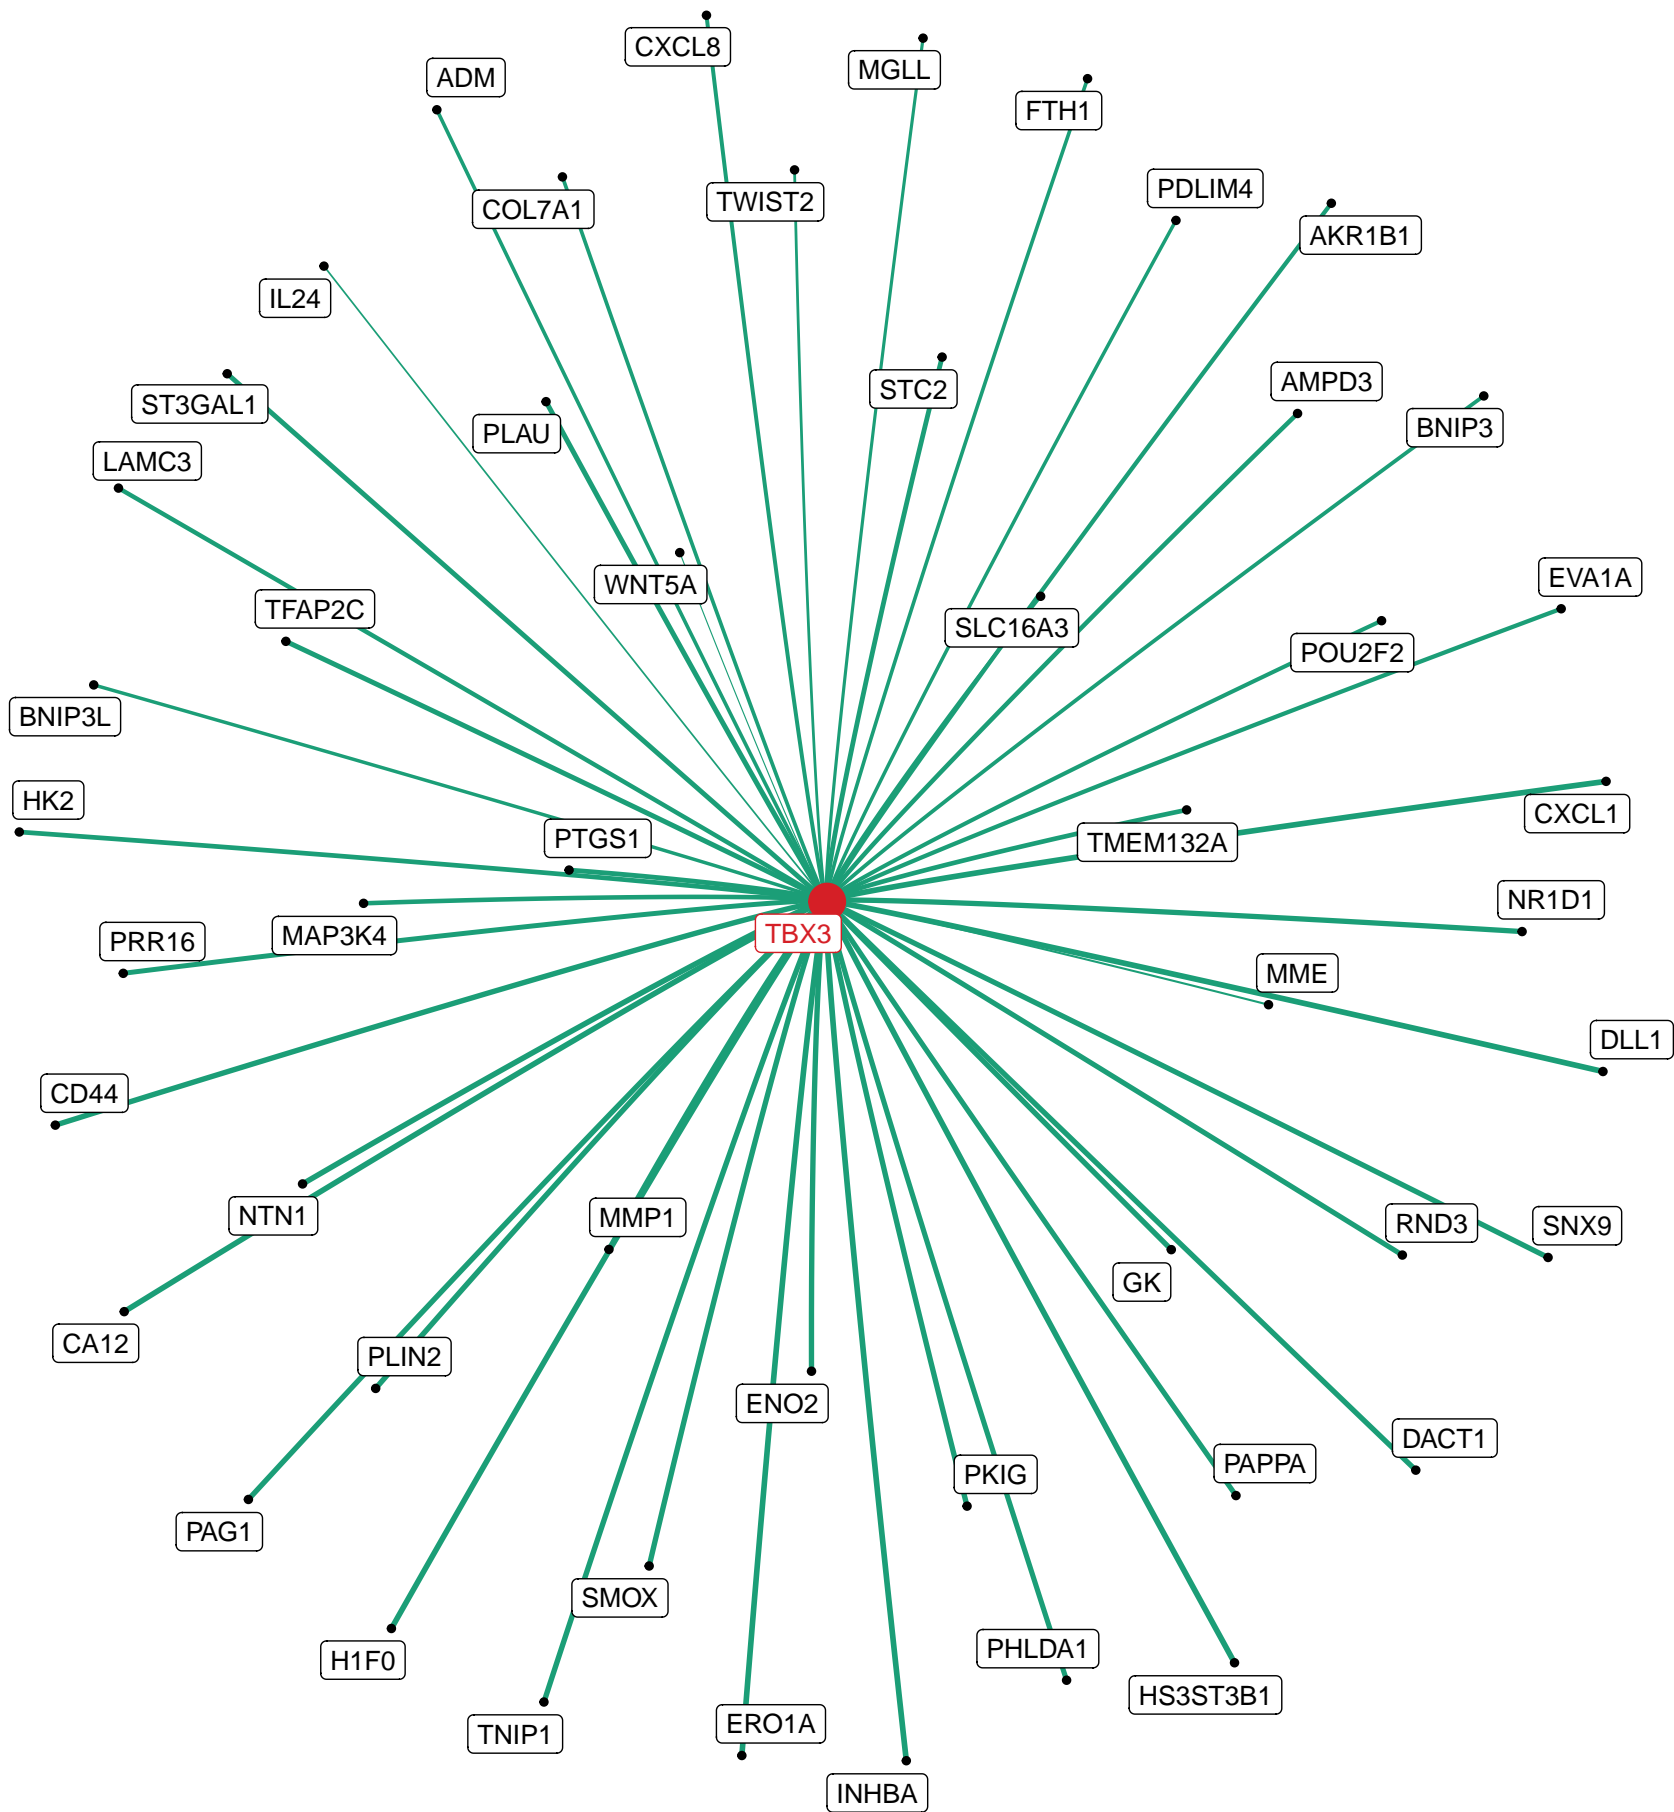 CXCL8
MGLL
ADM
FTH1
PDLIM4
TWIST2
COL7A1
AKR1B1
IL24
AMPD3
STC2
ST3GAL1
BNIP3
PLAU
LAMC3
EVA1A
WNT5A
TFAP2C
SLC16A3
POU2F2
BNIP3L
HK2
CXCL1
PTGS1
TMEM132A
NR1D1
TBX3
MAP3K4
PRR16
MME
DLL1
CD44
NTN1
MMP1
RND3
SNX9
GK
CA12
PLIN2
ENO2
DACT1
PAPPA
PKIG
PAG1
SMOX
PHLDA1
H1F0
HS3ST3B1
ERO1A
TNIP1
INHBA